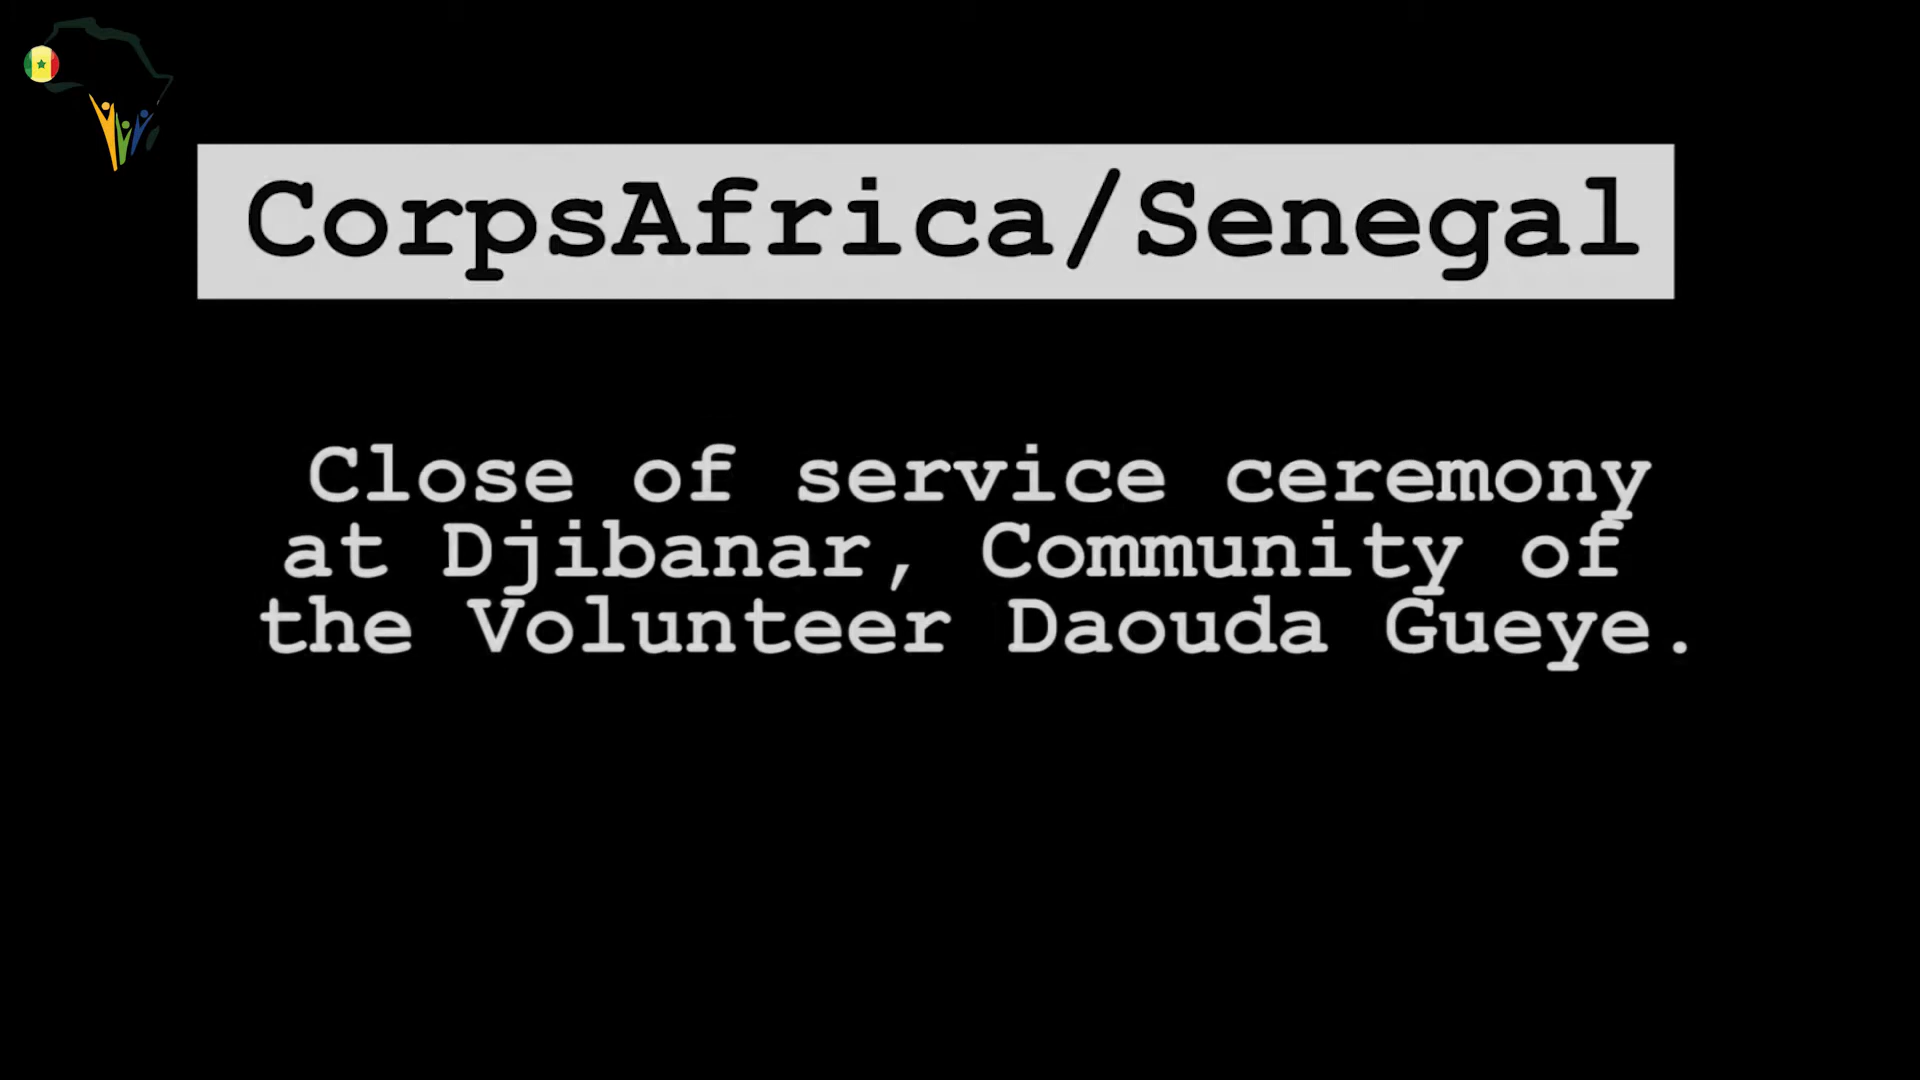 CorpsAfrica/Senegal
Close of service ceremony
at Djibanar, Community of
the Volunteer Daouda Gueye.